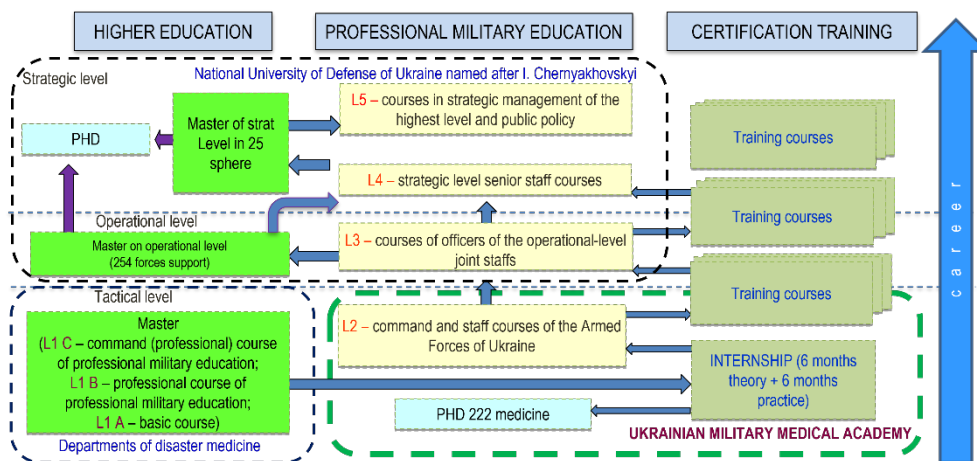 HIGHER EDUCATION
PROFESSIONAL MILITARY EDUCATION
CERTIFICATION TRAINING
Strategic level
National University of Defense of Ukraine named after I. Chernyakhovskyi
PHD
Master of strat
Level in 25
sphere
L5 – courses in strategic management of the
highest level and public policy
Training courses
L4 – strategic level senior staff courses
Operational level
Master on operational level
(254 forces support)
L3 – courses of officers of the operational-level
joint staffs
Training courses
Tactical level
Master
(L1 C – command (professional) course
of professional military education;
L1 B – professional course of
professional military education;
L1 A – basic course)
Departments of disaster medicine
L2 – command and staff courses of the Armed
Forces of Ukraine
Training courses
INTERNSHIP (6 months
theory + 6 months
practice)
PHD 222 medicine
UKRAINIAN MILITARY MEDICAL ACADEMY
career